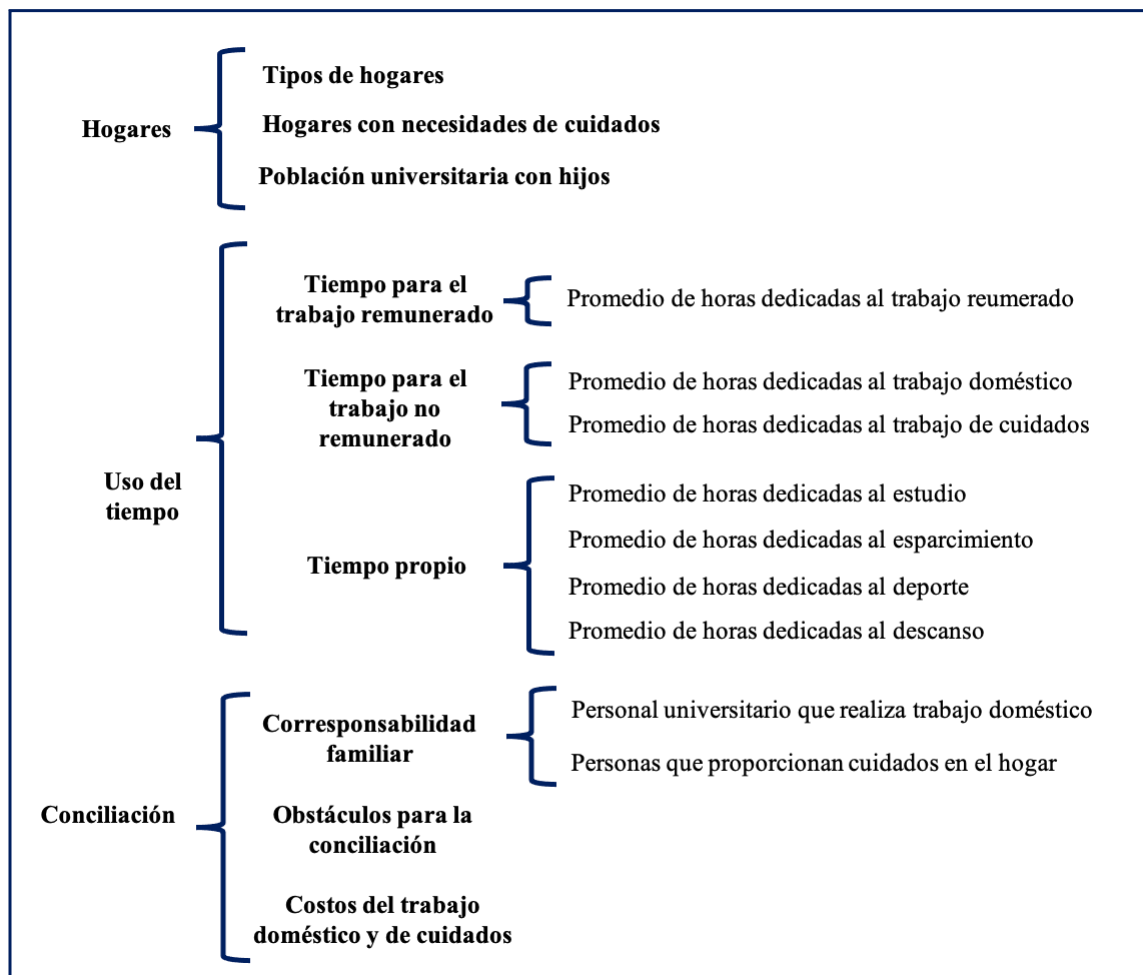 Hogares
Tipos de hogares
Hogares con necesidades de cuidados
Población universitaria con hijos
Uso del
tiempo
Tiempo para el
trabajo remunerado
Promedio de horas dedicadas al trabajo reumerado
Tiempo para el
trabajo no
remunerado
Promedio de horas dedicadas al trabajo doméstico
Promedio de horas dedicadas al trabajo de cuidados
Tiempo propio
Promedio de horas dedicadas al estudio
Promedio de horas dedicadas al esparcimiento
Promedio de horas dedicadas al deporte
Promedio de horas dedicadas al descanso
Conciliación
Corresponsabilidad
familiar
Personal universitario que realiza trabajo doméstico
Personas que proporcionan cuidados en el hogar
Obstáculos para la
conciliación
Costos del trabajo
doméstico y de cuidados